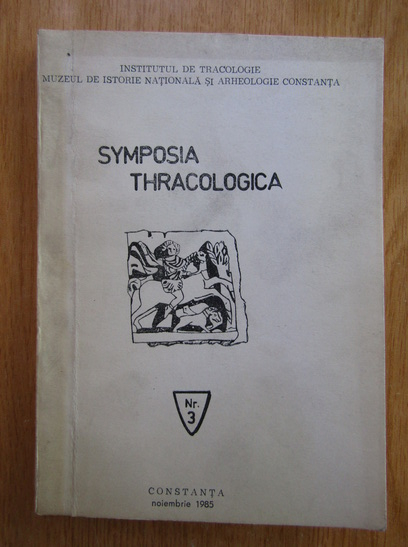 INSTITUTUL DE TRACOLOGIE
MUZEUL DE ISTORIE NAȚIONALĂ ȘI ARHEOLOGIE CONSTANȚA
SYMPOSIA
THRACOLOGICA
Nr.
3
CONSTANȚA
noiembrie 1985